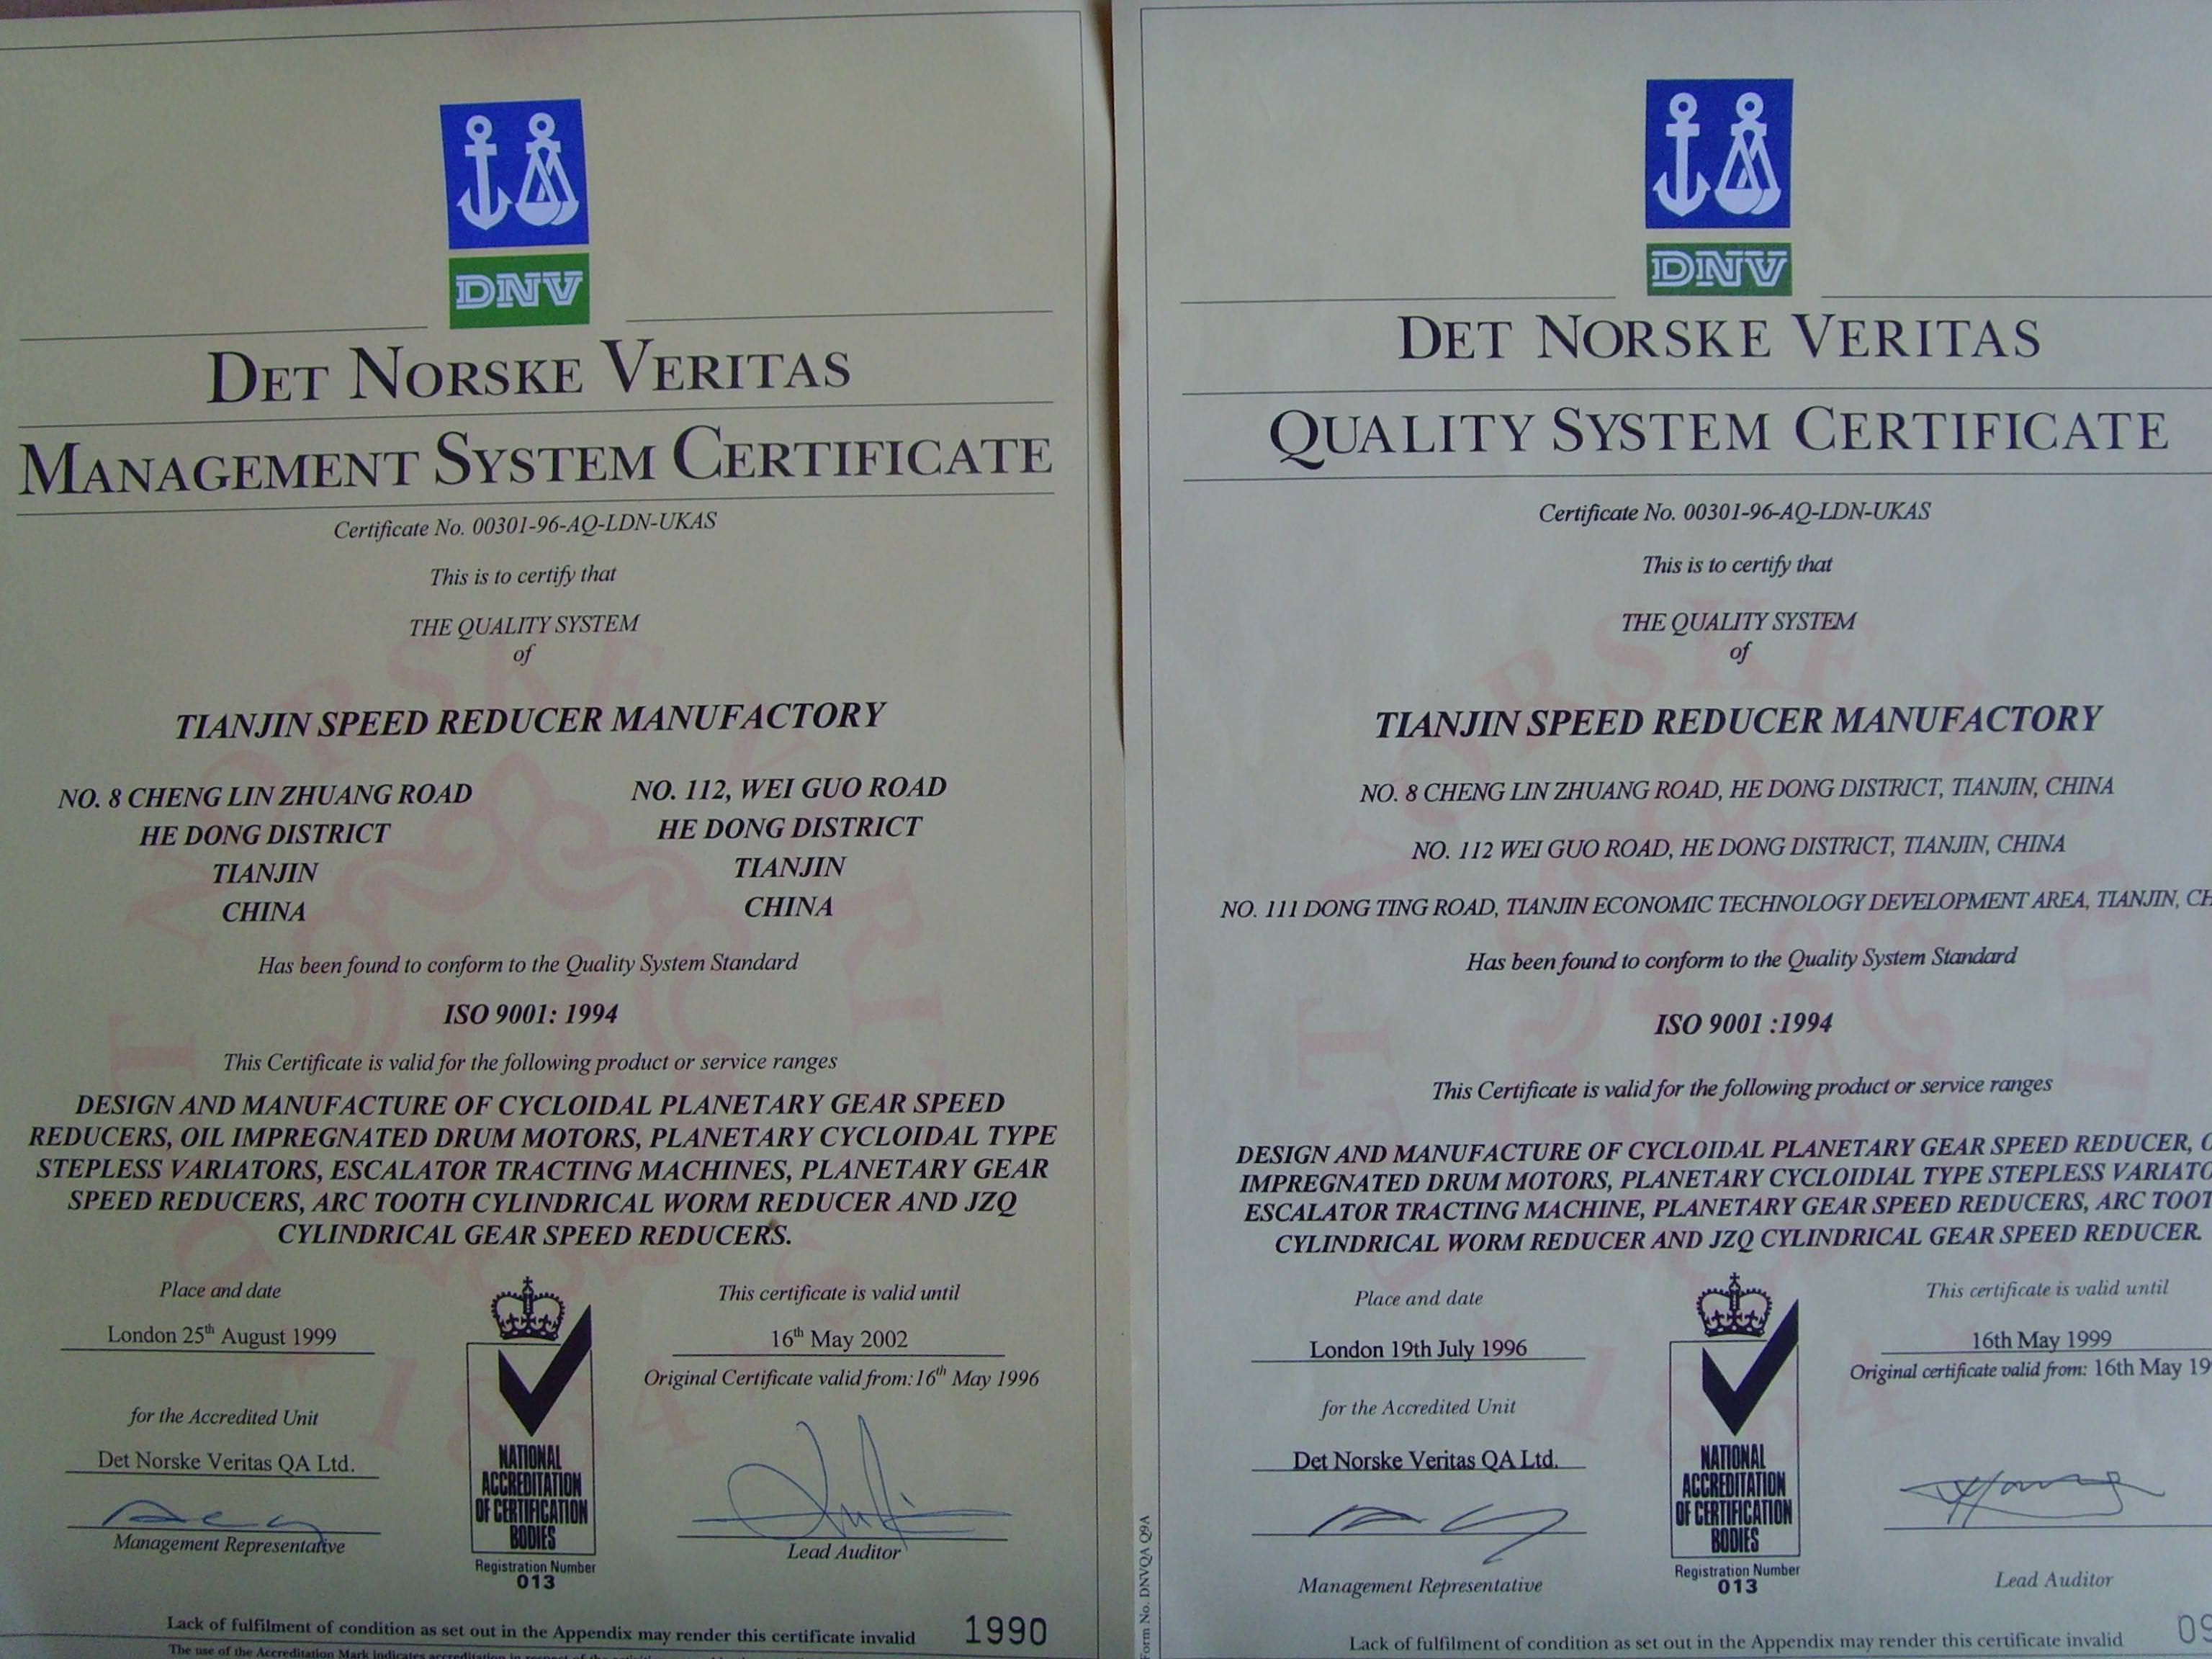 DNV
DET NORSKE VERITAS
MANAGEMENT SYSTEM CERTIFICATE
Certificate No. 00301-96-AQ-LDN-UKAS
This is to certify that
THE QUALITY SYSTEM
of
TIANJIN SPEED REDUCER MANUFACTORY
NO. 8 CHENG LIN ZHUANG ROAD
HE DONG DISTRICT
TIANJIN
CHINA
NO. 112, WEI GUO ROAD
HE DONG DISTRICT
TIANJIN
CHINA
Has been found to conform to the Quality System Standard
ISO 9001: 1994
This Certificate is valid for the following product or service ranges
DESIGN AND MANUFACTURE OF CYCLOIDAL PLANETARY GEAR SPEED
REDUCERS, OIL IMPREGNATED DRUM MOTORS, PLANETARY CYCLOIDAL TYPE
STEPLESS VARIATORS, ESCALATOR TRACTING MACHINES, PLANETARY GEAR
SPEED REDUCERS, ARC TOOTH CYLINDRICAL WORM REDUCER AND JZQ
CYLINDRICAL GEAR SPEED REDUCERS.
Place and date
London 25th August 1999
for the Accredited Unit
Det Norske Veritas QA Ltd.
Management Representative
NATIONAL
ACCREDITATION
OF CERTIFICATION
BODIES
Registration Number
013
This certificate is valid until
16th May 2002
Original Certificate valid from:16th May 1996
Lead Auditor
Lack of fulfilment of condition as set out in the Appendix may render this certificate invalid
1990
The use of the Accreditation Mark indicates accreditation in respect of the
DNV
DET NORSKE VERITAS
QUALITY SYSTEM CERTIFICATE
Certificate No. 00301-96-AQ-LDN-UKAS
This is to certify that
THE QUALITY SYSTEM
of
TIANJIN SPEED REDUCER MANUFACTORY
NO. 8 CHENG LIN ZHUANG ROAD, HE DONG DISTRICT, TIANJIN, CHINA
NO. 112 WEI GUO ROAD, HE DONG DISTRICT, TIANJIN, CHINA
NO. 111 DONG TING ROAD, TIANJIN ECONOMIC TECHNOLOGY DEVELOPMENT AREA, TIANJIN, CH
Has been found to conform to the Quality System Standard
ISO 9001 :1994
This Certificate is valid for the following product or service ranges
DESIGN AND MANUFACTURE OF CYCLOIDAL PLANETARY GEAR SPEED REDUCER, O
IMPREGNATED DRUM MOTORS, PLANETARY CYCLOIDIAL TYPE STEPLESS VARIATO
ESCALATOR TRACTING MACHINE, PLANETARY GEAR SPEED REDUCERS, ARC TOOT
CYLINDRICAL WORM REDUCER AND JZQ CYLINDRICAL GEAR SPEED REDUCER.
Place and date
London 19th July 1996
for the Accredited Unit
Det Norske Veritas QA Ltd.
Management Representative
NATIONAL
ACCREDITATION
OF CERTIFICATION
BODIES
Registration Number
013
This certificate is valid until
16th May 1999
Original certificate valid from: 16th May 19
Lead Auditor
Form No. DNVQA Q9A
Lack of fulfilment of condition as set out in the Appendix may render this certificate invalid
09